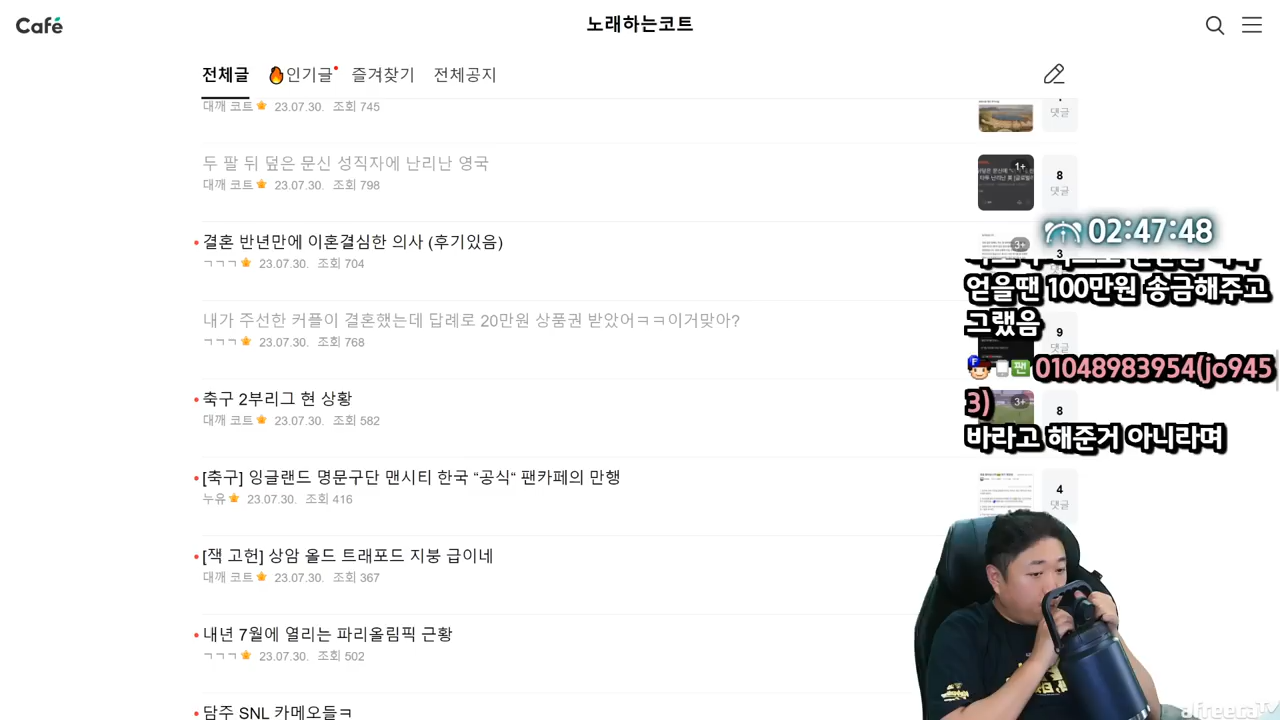 Café
노래하는코트
전체글
🔥인기글
즐겨찾기
전체공지
대깨 코트 23.07.30. 조회 745
댓글
두 팔 뒤 덮은 문신 성직자에 난리난 영국
대깨 코트 23.07.30. 조회 798
1+
8
댓글
결혼 반년만에 이혼결심한 의사 (후기있음)
ㄱㄱㄱ 23.07.30. 조회 704
3+
3
02:47:48
얻을땐 100만원 송금해주고
그랬음
내가 주선한 커플이 결혼했는데 답례로 20만원 상품권 받았어ㅋㅋ이거맞아?
ㄱㄱㄱ 23.07.30. 조회 768
9
댓글
F
팬
01048983954(jo945
3)
바라고 해준거 아니라며
축구 2부리그 현 상황
대깨 코트 23.07.30. 조회 582
3+
8
[축구] 잉글랜드 명문구단 맨시티 한국 “공식“ 팬카페의 만행
누유 23.07.30. 조회 416
4
댓글
[잭 고헌] 상암 올드 트래포드 지붕 급이네
대깨 코트 23.07.30. 조회 367
내년 7월에 열리는 파리올림픽 근황
ㄱㄱㄱ 23.07.30. 조회 502
담주 SNL 카메오들ㅋ
afreecaTV